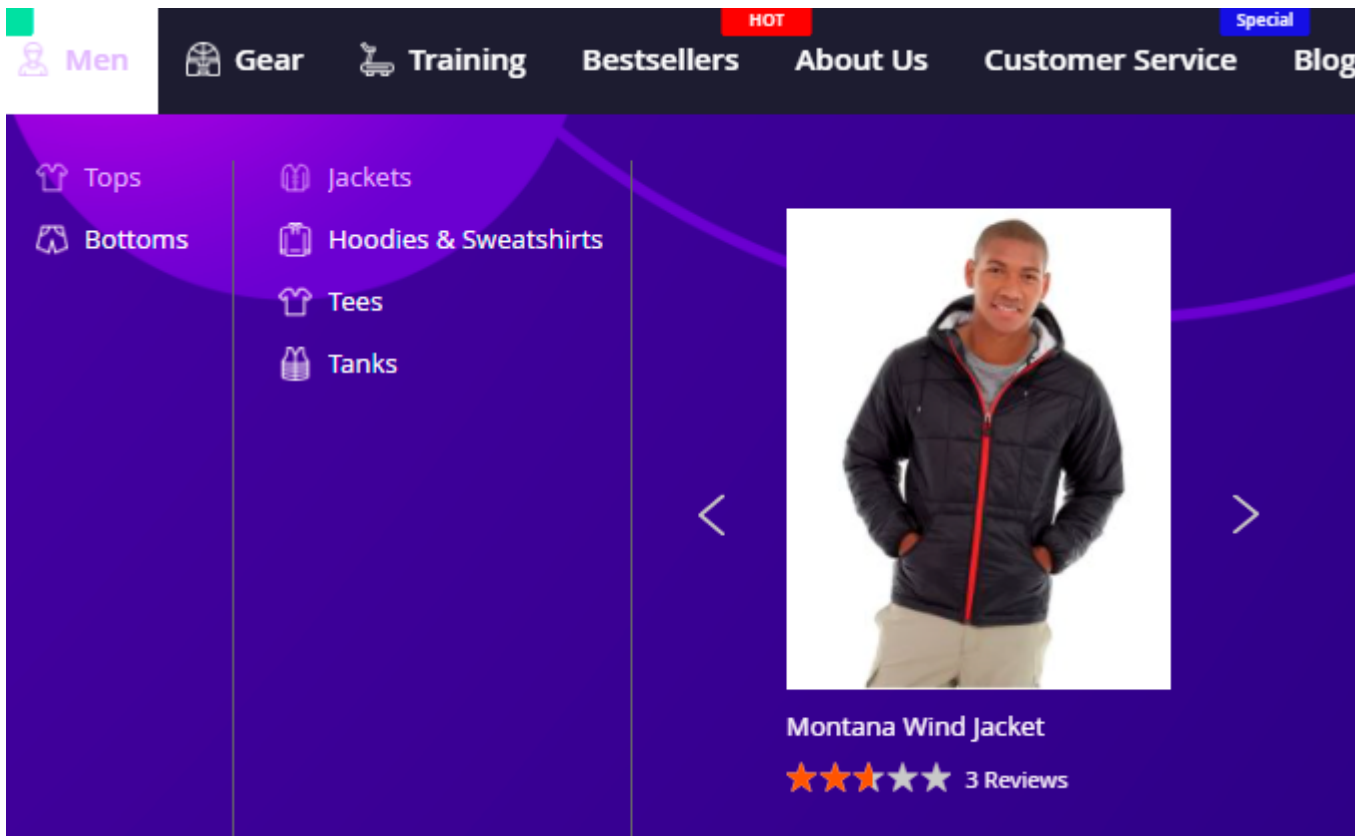 HOT
Special
Men
Gear
Training
Bestsellers
About Us
Customer Service
Blog
Tops
Bottoms
Jackets
Hoodies & Sweatshirts
Tees
Tanks
Montana Wind Jacket
3 Reviews